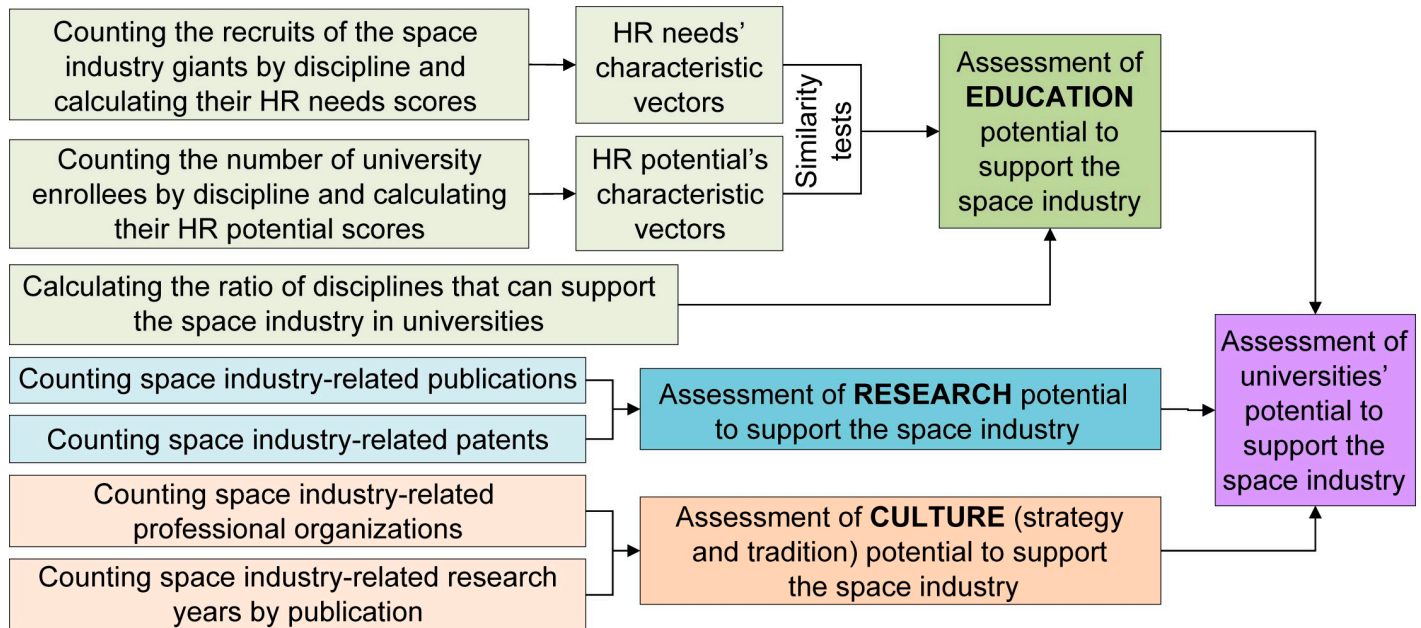 Counting the recruits of the space
industry giants by discipline and
calculating their HR needs scores
HR needs’
characteristic
vectors
Counting the number of university
enrollees by discipline and calculating
their HR potential scores
HR potential’s
characteristic
vectors
Similarity
tests
Assessment of
EDUCATION
potential to
support the
space industry
Calculating the ratio of disciplines that can support
the space industry in universities
Counting space industry-related publications
Counting space industry-related patents
Assessment of RESEARCH potential
to support the space industry
Counting space industry-related
professional organizations
Counting space industry-related research
years by publication
Assessment of CULTURE (strategy
and tradition) potential to support
the space industry
Assessment of
universities’
potential to
support the
space industry